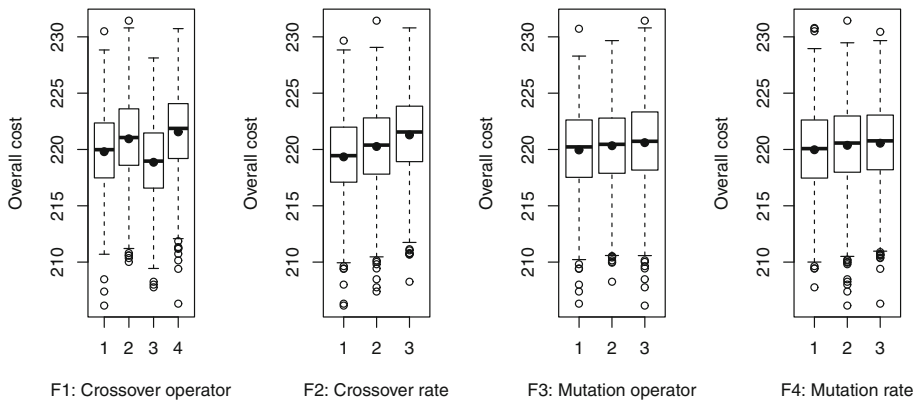 Overall cost
230
225
220
215
210
1 2 3 4
F1: Crossover operator
Overall cost
230
225
220
215
210
1 2 3
F2: Crossover rate
Overall cost
230
225
220
215
210
1 2 3
F3: Mutation operator
Overall cost
230
225
220
215
210
1 2 3
F4: Mutation rate